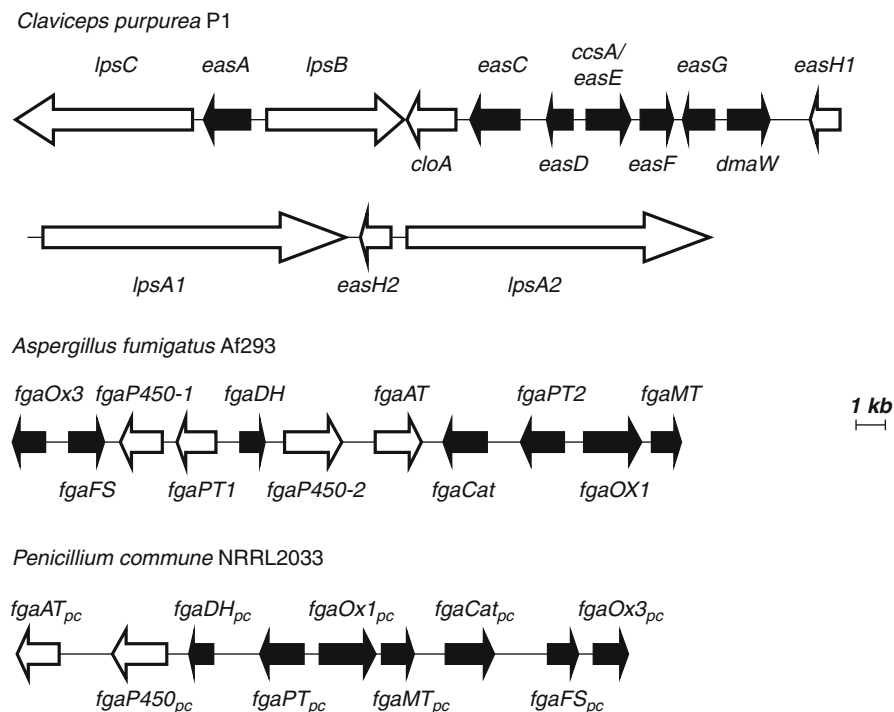 Claviceps purpurea P1
lpsC easA lpsB easC ccsA/ easE easG easH1
cloA easD easF dmaW
lpsA1 easH2 lpsA2
Aspergillus fumigatus Af293
fgaOx3 fgaP450-1 fgaDH fgaAT fgaPT2 fgaMT
1 kb
fgaFS fgaPT1 fgaP450-2 fgaCat fgaOX1
Penicillium commune NRRL2033
fgaATpc fgaDHpc fgaOx1pc fgaCatpc fgaOx3pc
fgaP450pc fgaPTpc fgaMTpc fgaFSpc